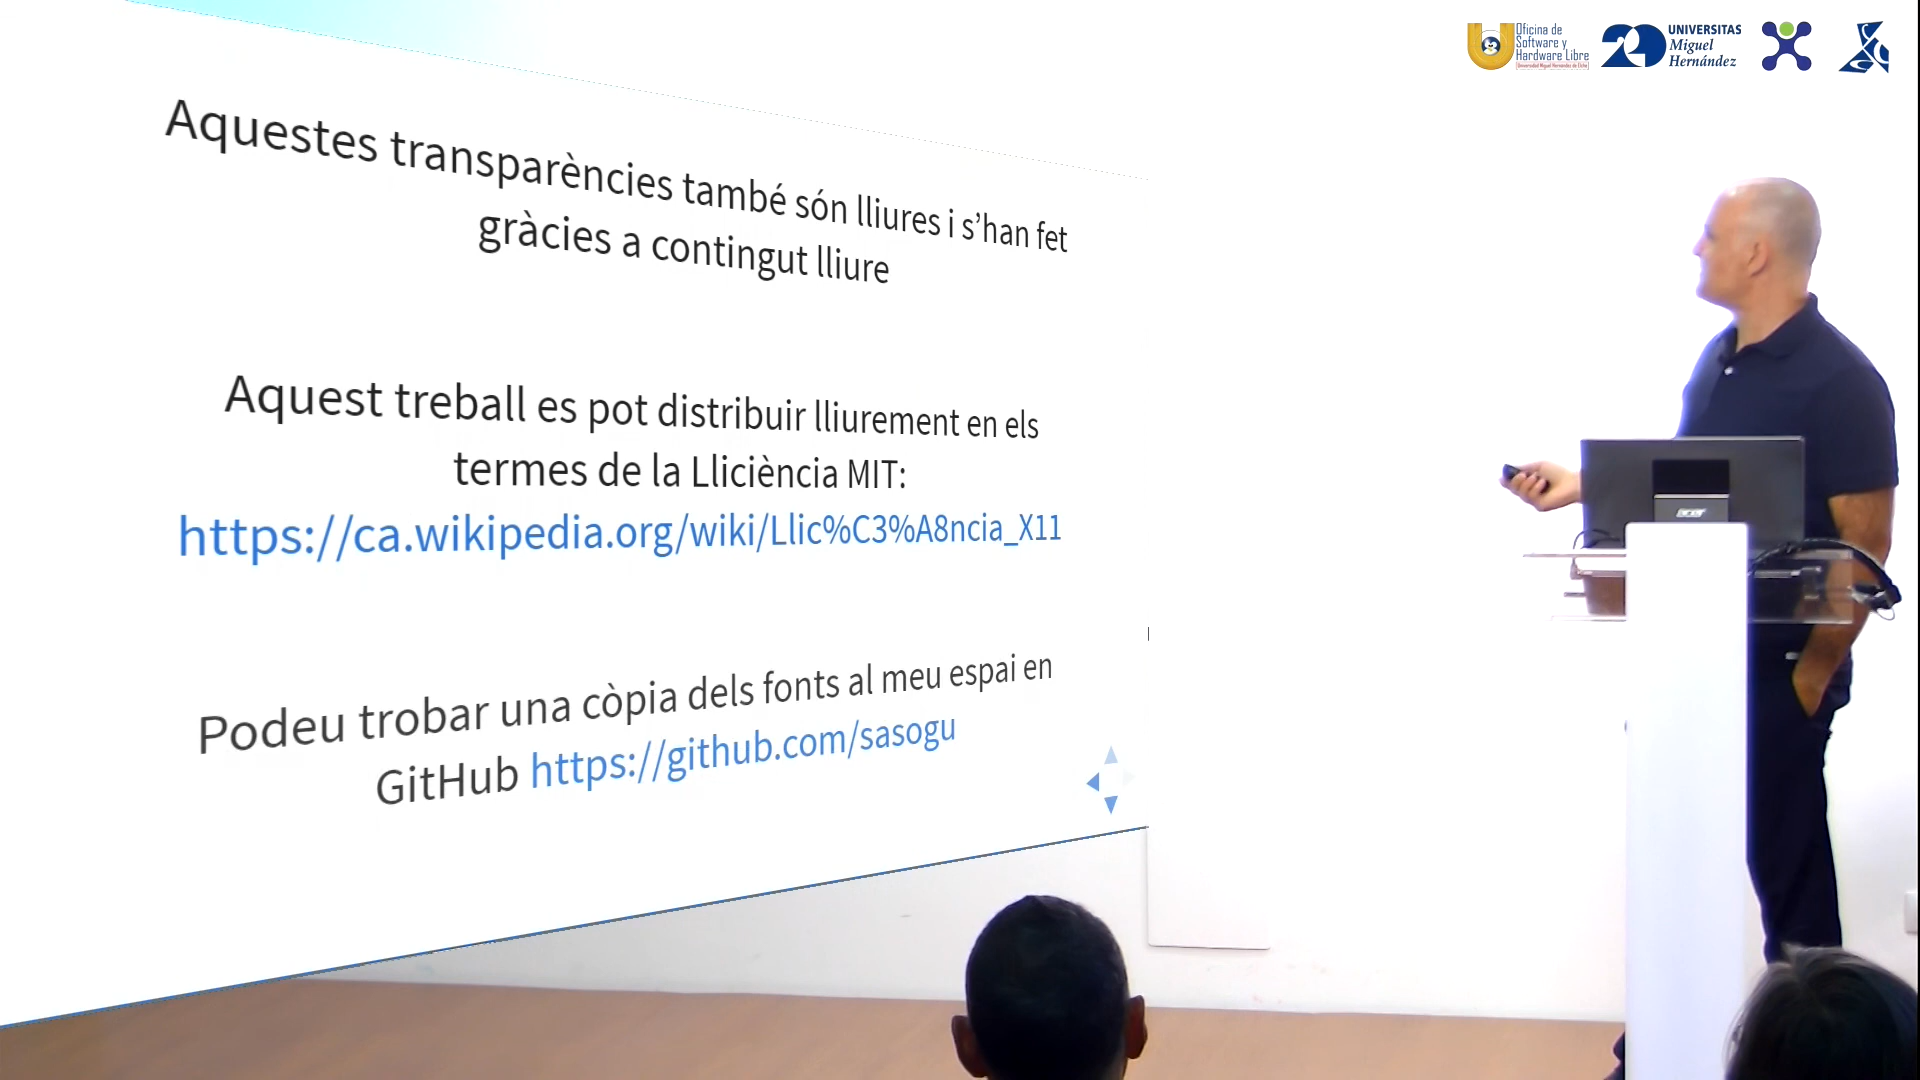 Oficina de
Software y
Hardware Libre
Universidad Miguel Hernández de Elche
UNIVERSITAS
Miguel
Hernández
Aquestes transparències també són lliures i s’han fet
gràcies a contingut lliure
Aquest treball es pot distribuir lliurement en els
termes de la Lliciència MIT:
https://ca.wikipedia.org/wiki/Llic%C3%A8ncia_X11
Podeu trobar una còpia dels fonts al meu espai en
GitHub https://github.com/sasogu
acer